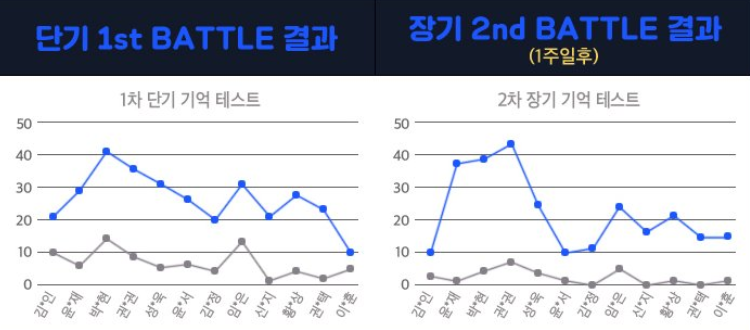 단기 1st BATTLE 결과
장기 2nd BATTLE 결과
(1주일후)
1차 단기 기억 테스트
50
40
30
20
10
0
김*인
윤*재
박*현
권*권
성*욱
윤*서
김*정
임*은
신*지
황*상
권*택
이*훈
2차 장기 기억 테스트
50
40
30
20
10
0
김*인
윤*재
박*현
권*권
성*욱
윤*서
김*정
임*은
신*지
황*상
권*택
이*훈